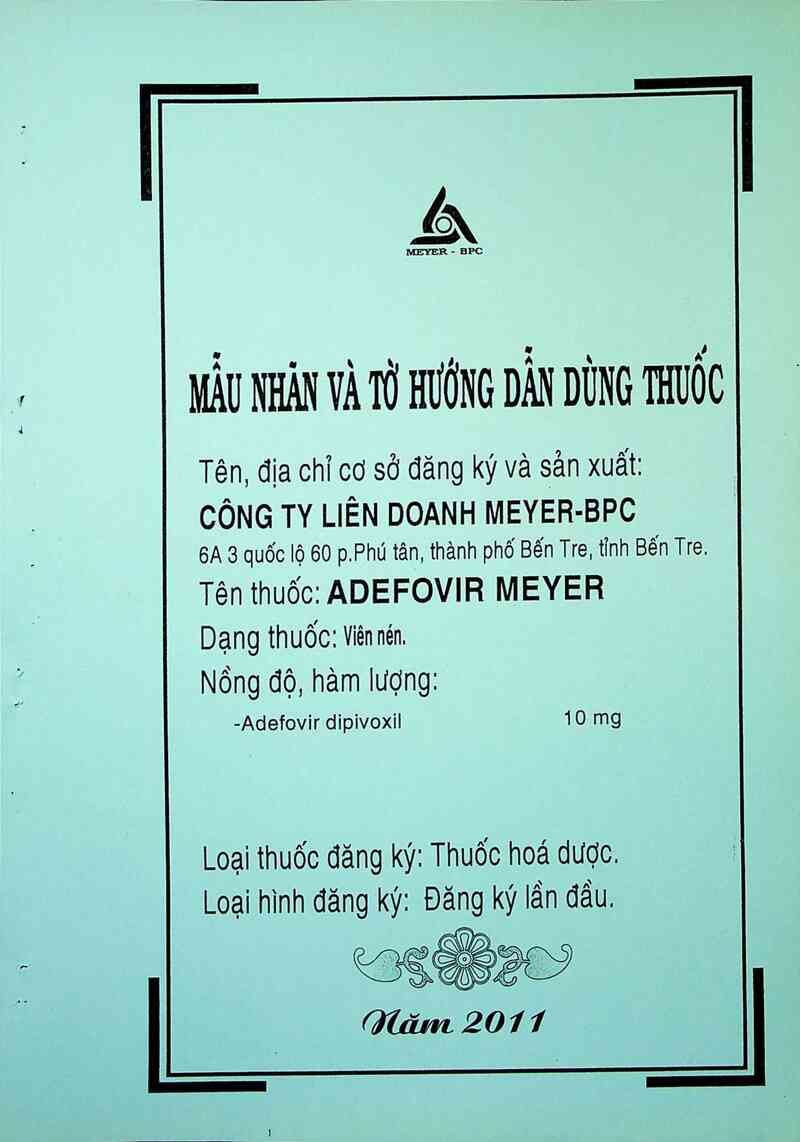 MEYER - BPC
MẪU NHÃN VÀ TỜ HƯỚNG DẪN DÙNG THUỐC
Tên, địa chỉ cơ sở đăng ký và sản xuất:
CÔNG TY LIÊN DOANH MEYER-BPC
6A 3 quốc lộ 60 p.Phú tân, thành phố Bến Tre, tỉnh Bến Tre.
Tên thuốc: ADEFOVIR MEYER
Dạng thuốc: Viên nén.
Nồng độ, hàm lượng:
-Adefovir dipivoxil 10 mg
Loại thuốc đăng ký: Thuốc hoá dược.
Loại hình đăng ký: Đăng ký lần đầu.
Năm 2011
1